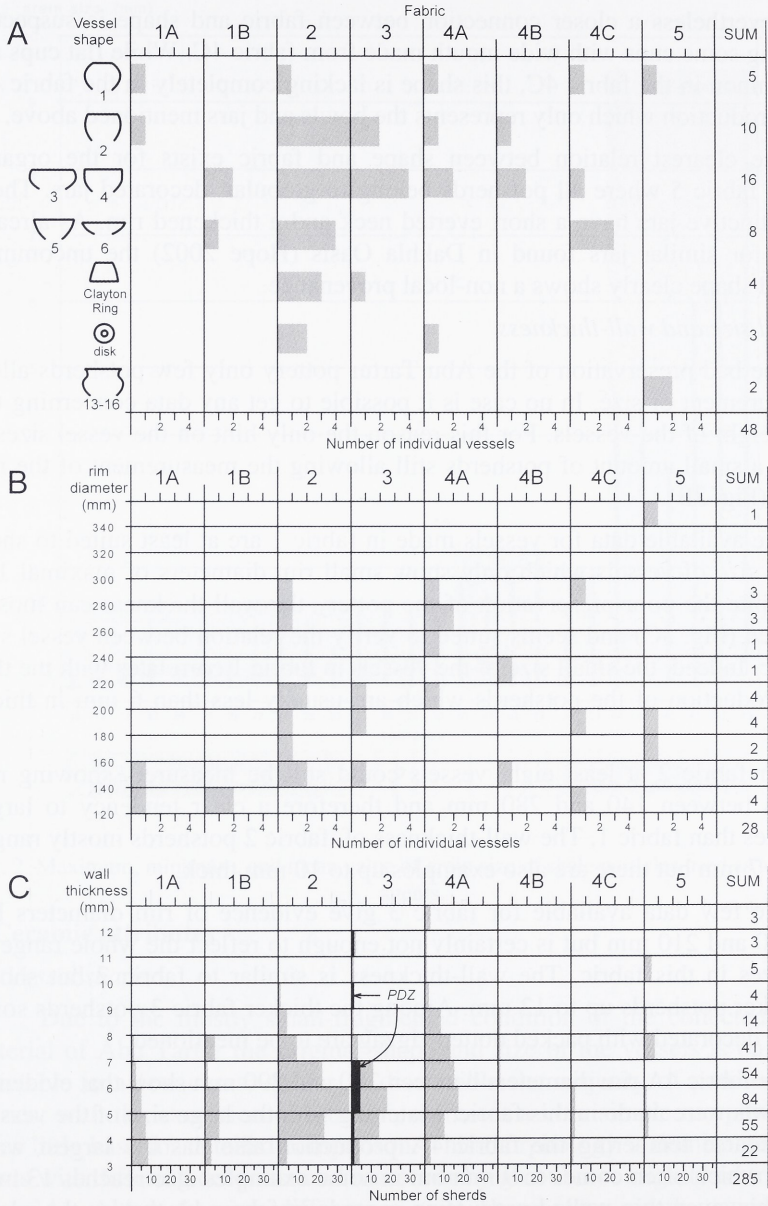 Fabric
A Vessel shape 1A 1B 2 3 4A 4B 4C 5 SUM
1 5
2 10
3 4 16
5 6 8
Clayton Ring 4
disk 3
13-16 2
2 4 2 4 2 4 2 4 2 4 2 4 2 4 2 4 48
Number of individual vessels
B rim diameter (mm) 1A 1B 2 3 4A 4B 4C 5 SUM
1
340
320
300
3
280
3
260
1
240
1
220
4
200
4
180
2
160
5
140
4
120
2 4 2 4 2 4 2 4 2 4 2 4 2 4 2 4 28
Number of individual vessels
C wall thickness (mm) 1A 1B 2 3 4A 4B 4C 5 SUM
3
12
3
11
5
10
PDZ 4
9
14
8
41
7
54
6
84
5
55
4
22
3
10 20 30 10 20 30 10 20 30 10 20 30 10 20 30 10 20 30 10 20 30 10 20 30 285
Number of sherds